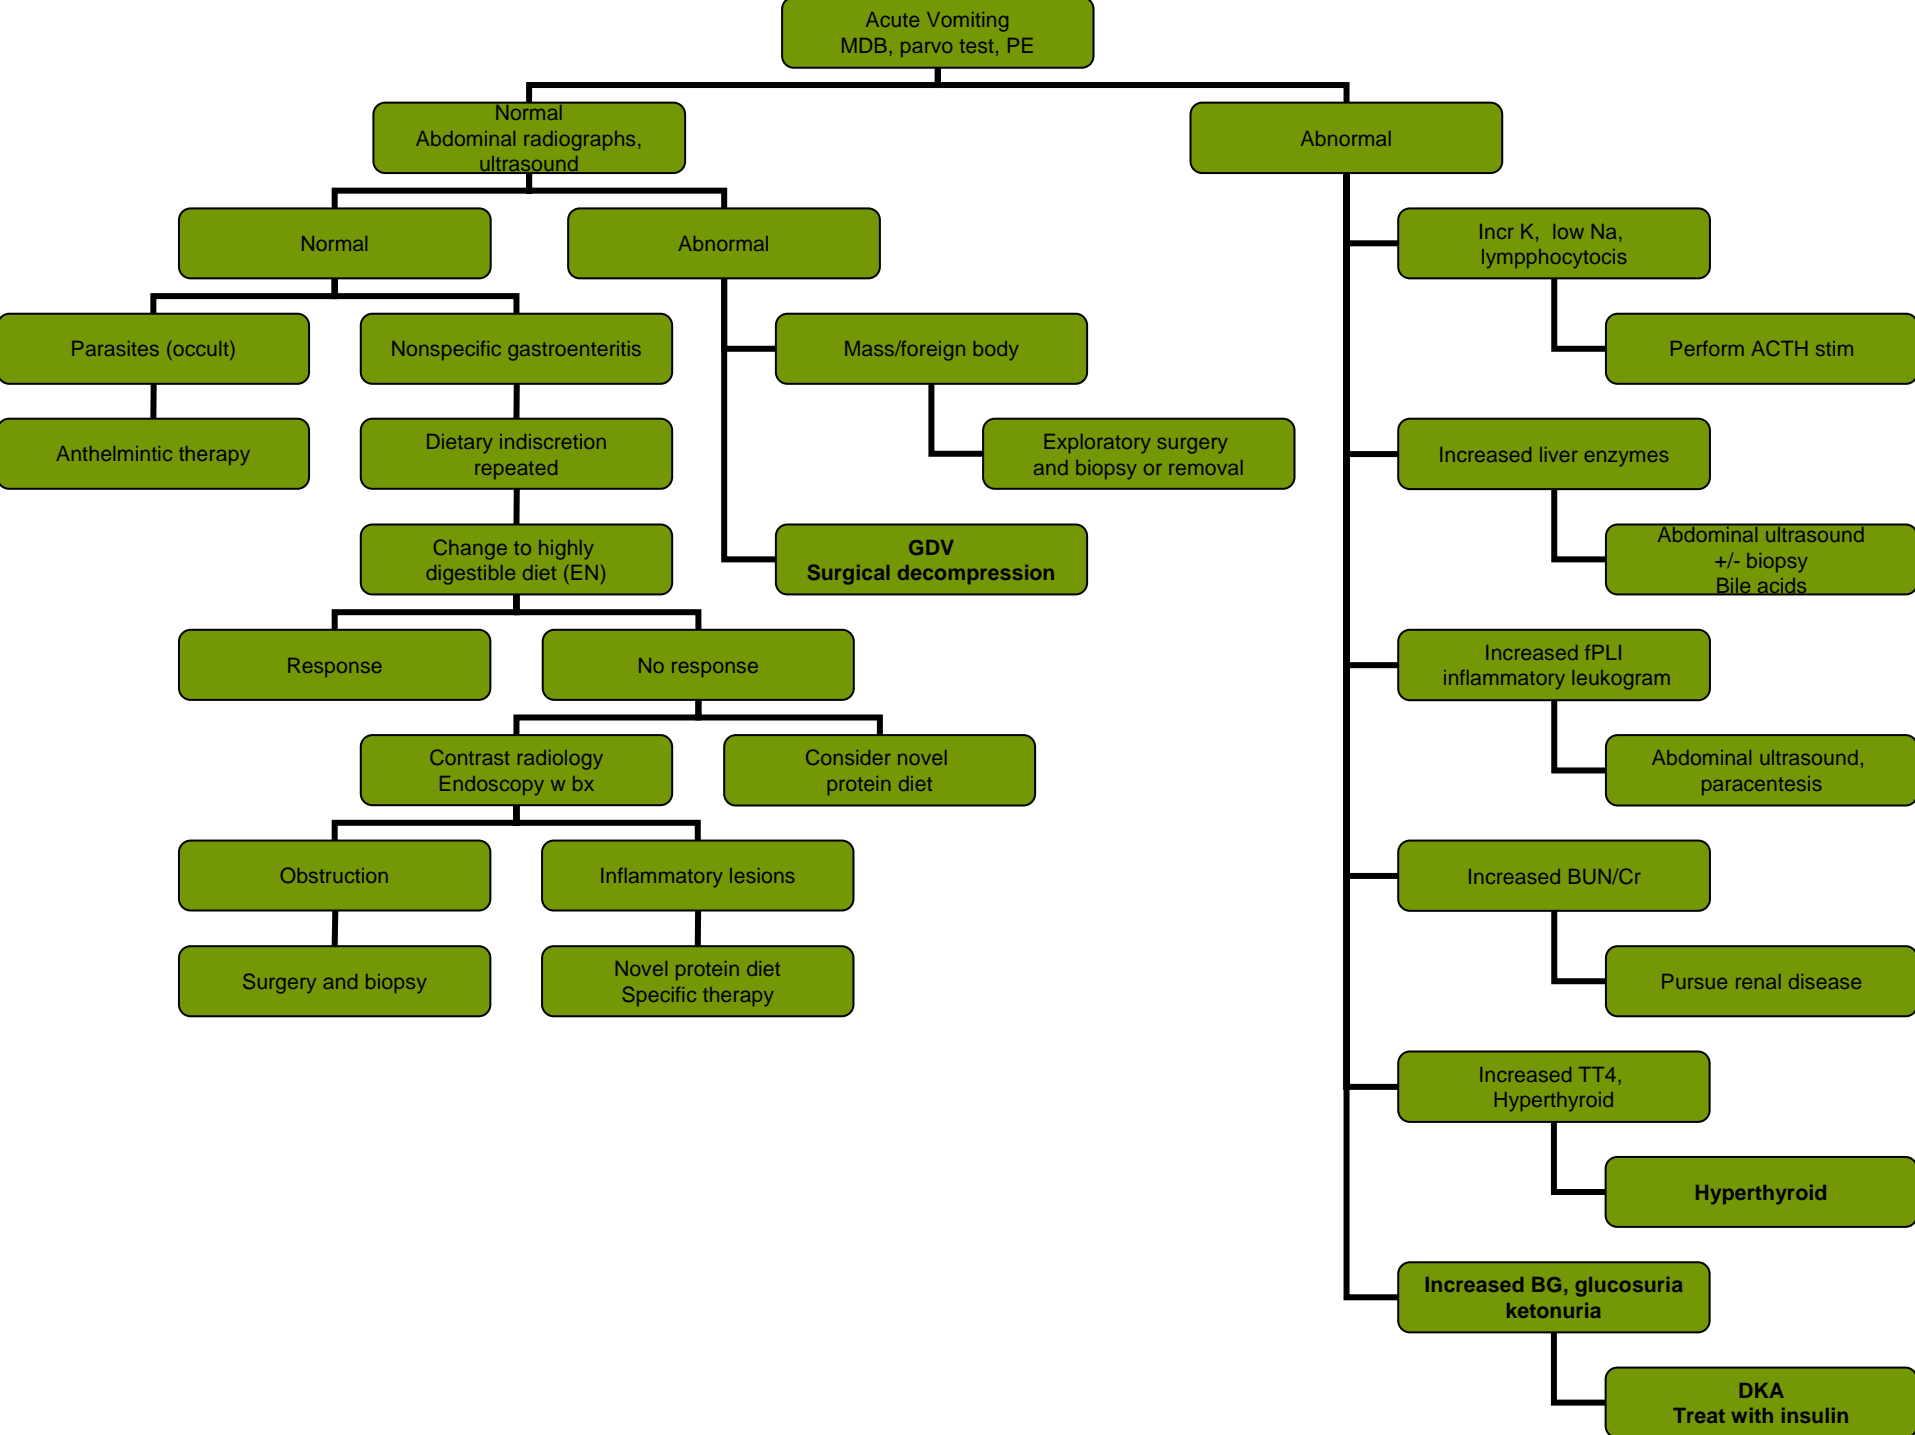 Acute Vomiting
MDB, parvo test, PE
Normal
Abdominal radiographs,
ultrasound
Abnormal
Normal
Abnormal
Incr K,  low Na,
lympphocytocis
Parasites (occult)
Nonspecific gastroenteritis
Mass/foreign body
Perform ACTH stim
Anthelmintic therapy
Dietary indiscretion
repeated
Exploratory surgery
and biopsy or removal
Increased liver enzymes
Change to highly
digestible diet (EN)
GDV
Surgical decompression
Abdominal ultrasound
+/- biopsy
Bile acids
Response
No response
Increased fPLI
inflammatory leukogram
Contrast radiology
Endoscopy w bx
Consider novel
protein diet
Abdominal ultrasound,
paracentesis
Obstruction
Inflammatory lesions
Increased BUN/Cr
Surgery and biopsy
Novel protein diet
Specific therapy
Pursue renal disease
Increased TT4,
Hyperthyroid
Hyperthyroid
Increased BG, glucosuria
ketonuria
DKA
Treat with insulin